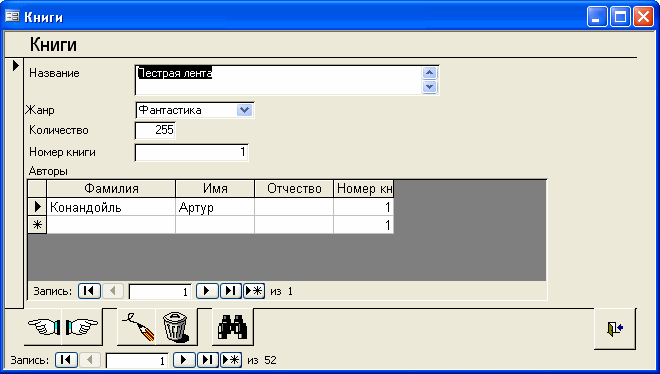 Книги
Книги
Название Пестрая лента
Жанр Фантастика
Количество 255
Номер книги 1
Авторы
Фамилия Имя Отчество Номер кн
Конандойль Артур 1
1
Запись: 1 из 1
Запись: 1 из 52